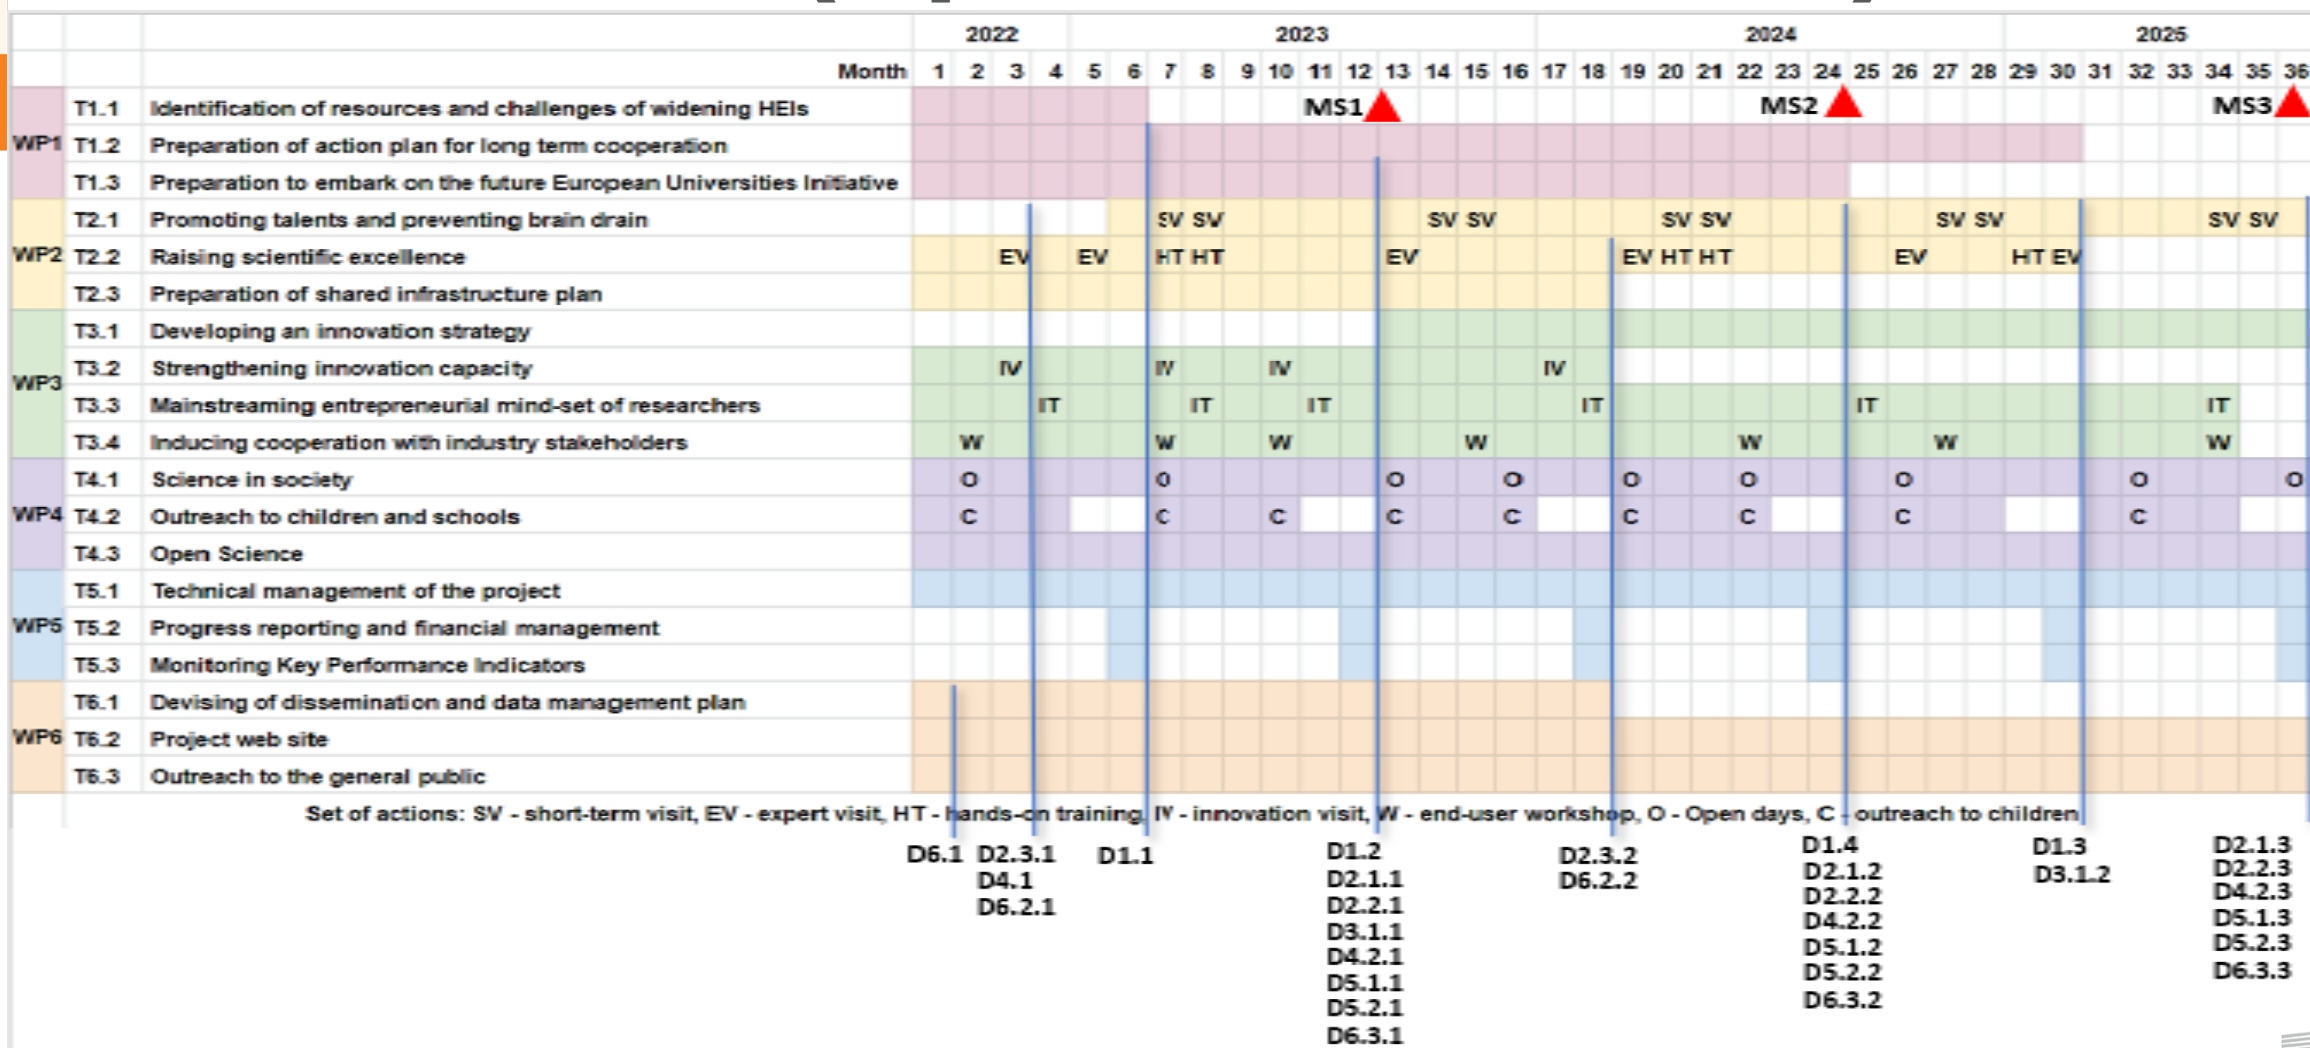 2022 2023 2024 2025
Month 1 2 3 4 5 6 7 8 9 10 11 12 13 14 15 16 17 18 19 20 21 22 23 24 25 26 27 28 29 30 31 32 33 34 35 36
T1.1 Identification of resources and challenges of widening HEIs MS1 MS2 MS3
WP1 T1.2 Preparation of action plan for long term cooperation
T1.3 Preparation to embark on the future European Universities Initiative
T2.1 Promoting talents and preventing brain drain SV SV SV SV SV SV SV SV SV SV
WP2 T2.2 Raising scientific excellence EV EV HT HT EV EV HT HT EV HT EV
T2.3 Preparation of shared infrastructure plan
T3.1 Developing an innovation strategy
T3.2 Strengthening innovation capacity IV IV IV IV
WP3 T3.3 Mainstreaming entrepreneurial mind-set of researchers IT IT IT IT IT IT
T3.4 Inducing cooperation with industry stakeholders W W W W W W W
T4.1 Science in society O O O O O O O O O
WP4 T4.2 Outreach to children and schools C C C C C C C C C
T4.3 Open Science
T5.1 Technical management of the project
WP5 T5.2 Progress reporting and financial management
T5.3 Monitoring Key Performance Indicators
T6.1 Devising of dissemination and data management plan
WP6 T6.2 Project web site
T6.3 Outreach to the general public
Set of actions: SV - short-term visit, EV - expert visit, HT - hands-on training, IV - innovation visit, W - end-user workshop, O - Open days, C - outreach to children
D6.1 D2.3.1 D1.1 D1.2 D2.3.2 D1.4 D1.3 D2.1.3
D4.1 D2.1.1 D6.2.2 D2.1.2 D3.1.2 D2.2.3
D6.2.1 D2.2.1 D2.2.2 D4.2.3
D3.1.1 D4.2.2 D5.1.3
D4.2.1 D5.1.2 D5.2.3
D5.1.1 D5.2.2 D6.3.3
D5.2.1 D6.3.2
D6.3.1